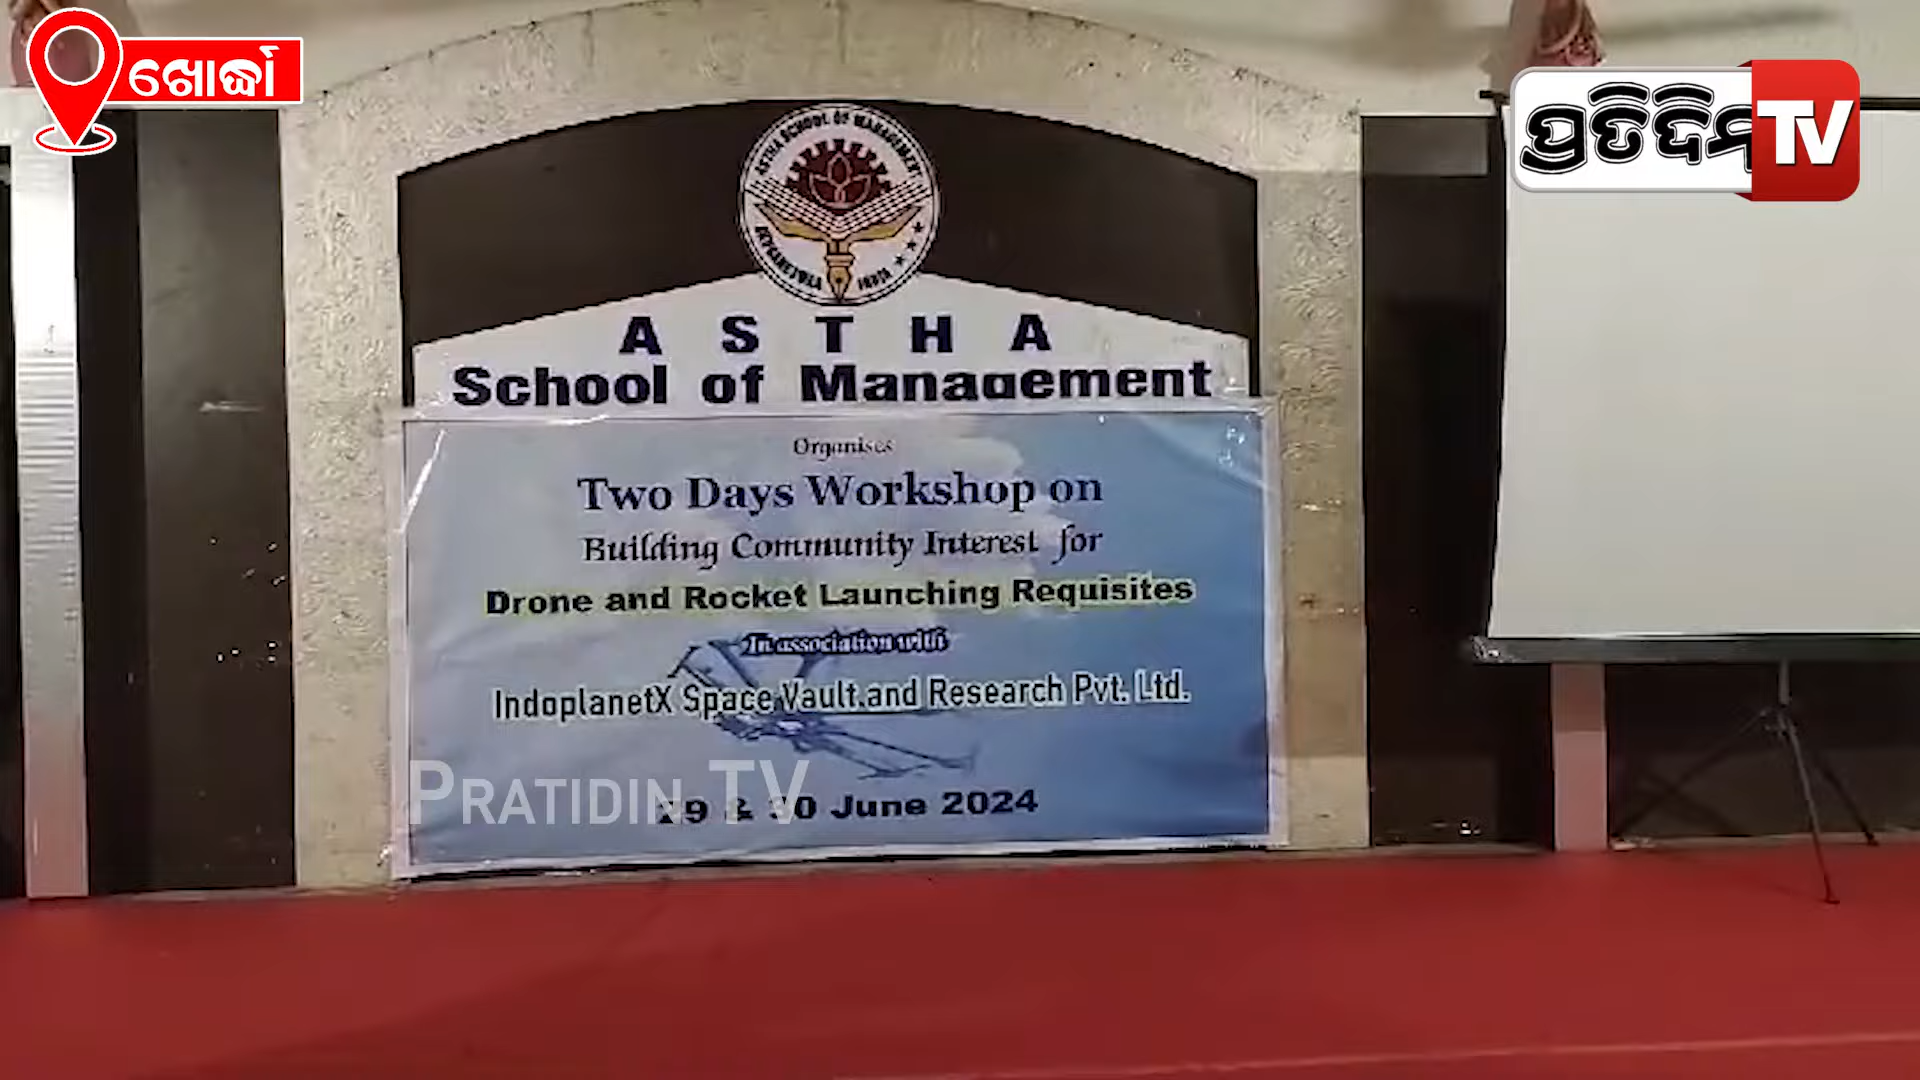 ଖୋର୍ଦ୍ଧା
ପ୍ରତିଦିନ TV
ASTHA SCHOOL OF MANAGEMENT
INDIA
A S T H A
School of Management
Organises
Two Days Workshop on
Building Community Interest for
Drone and Rocket Launching Requisites
In association with
IndoplanetX Space Vault and Research Pvt. Ltd.
PRATIDIN TV
29 & 30 June 2024